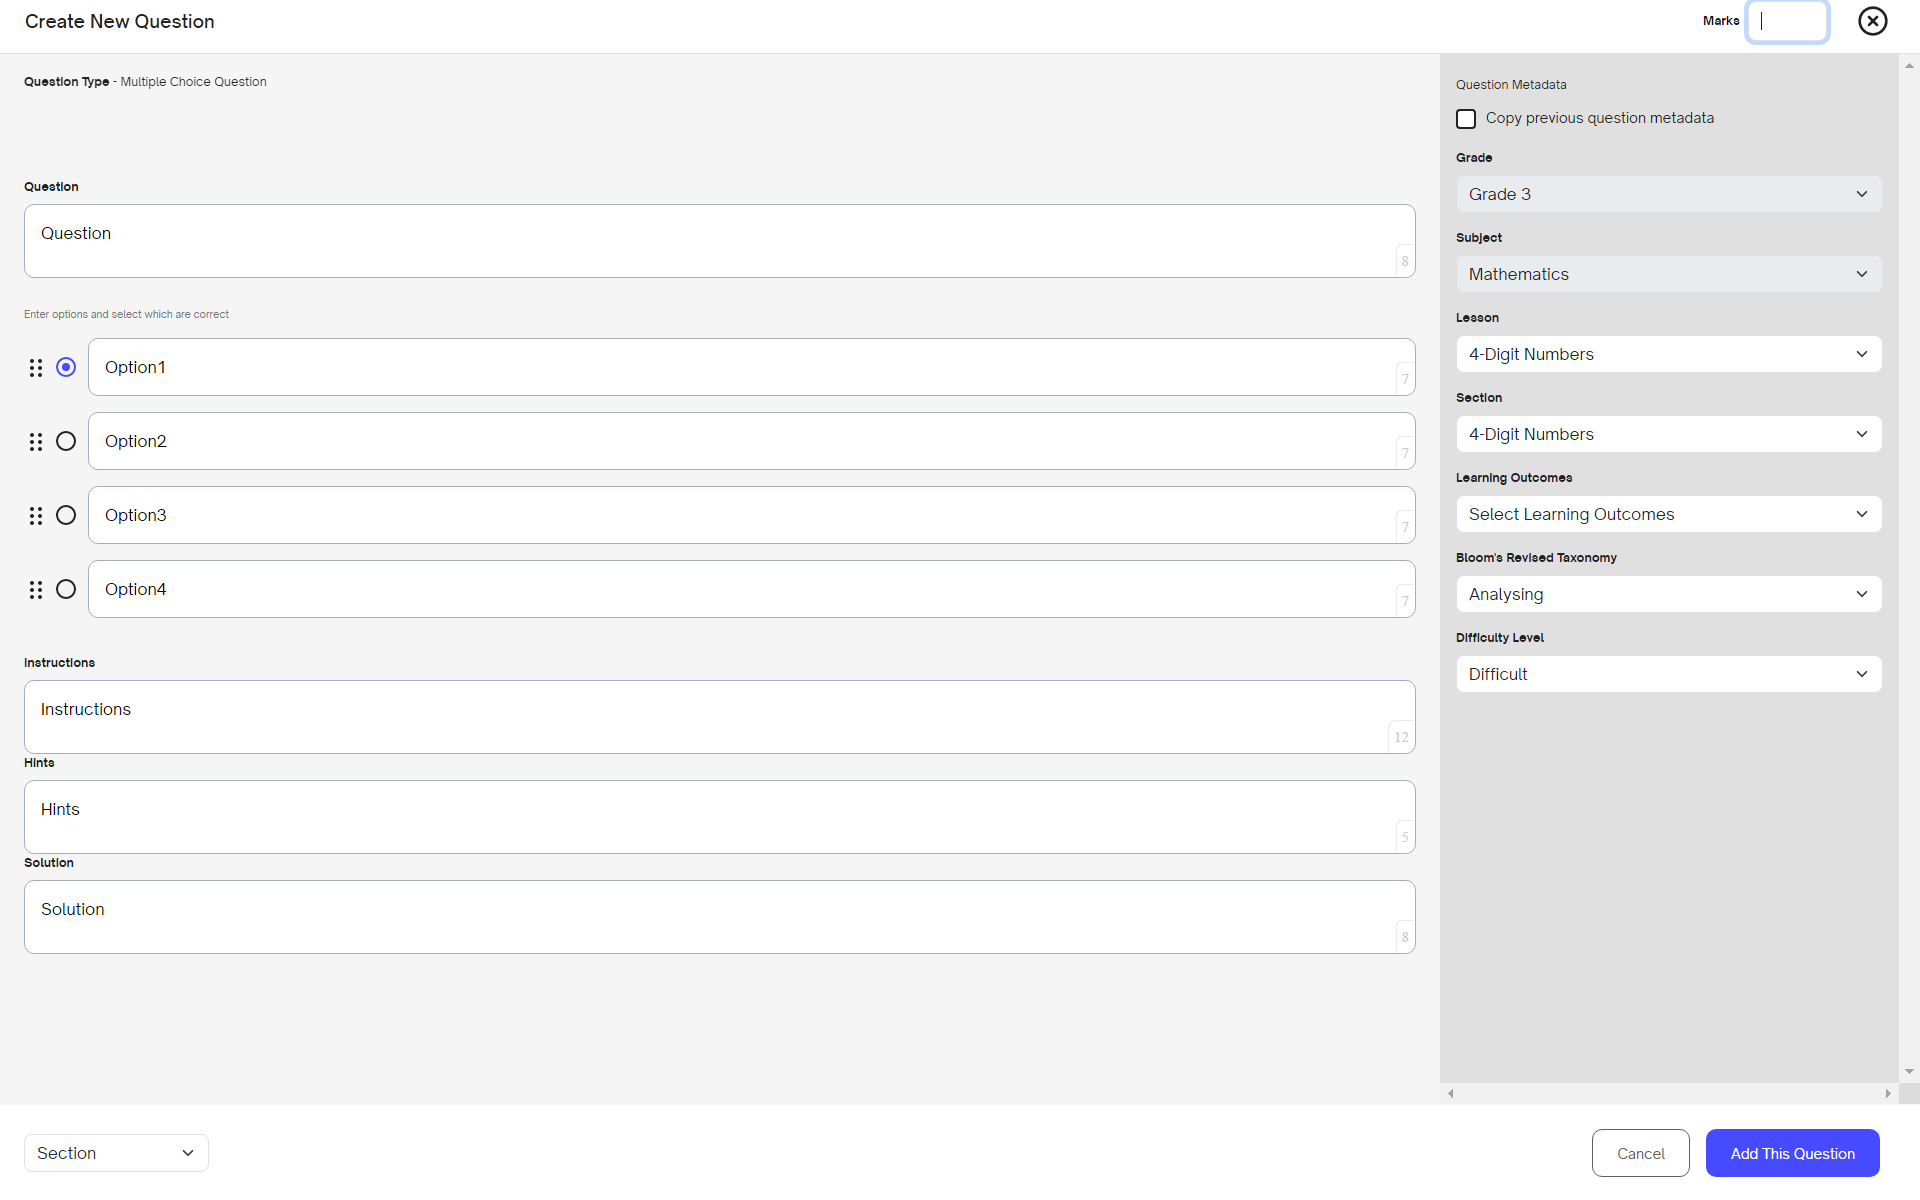 Create New Question
Marks
Question Type - Multiple Choice Question
Question
Question
8
Enter options and select which are correct
Option1
7
Option2
7
Option3
7
Option4
7
Instructions
Instructions
12
Hints
Hints
5
Solution
Solution
8
Question Metadata
Copy previous question metadata
Grade
Grade 3
Subject
Mathematics
Lesson
4-Digit Numbers
Section
4-Digit Numbers
Learning Outcomes
Select Learning Outcomes
Bloom's Revised Taxonomy
Analysing
Difficulty Level
Difficult
Section
Cancel
Add This Question